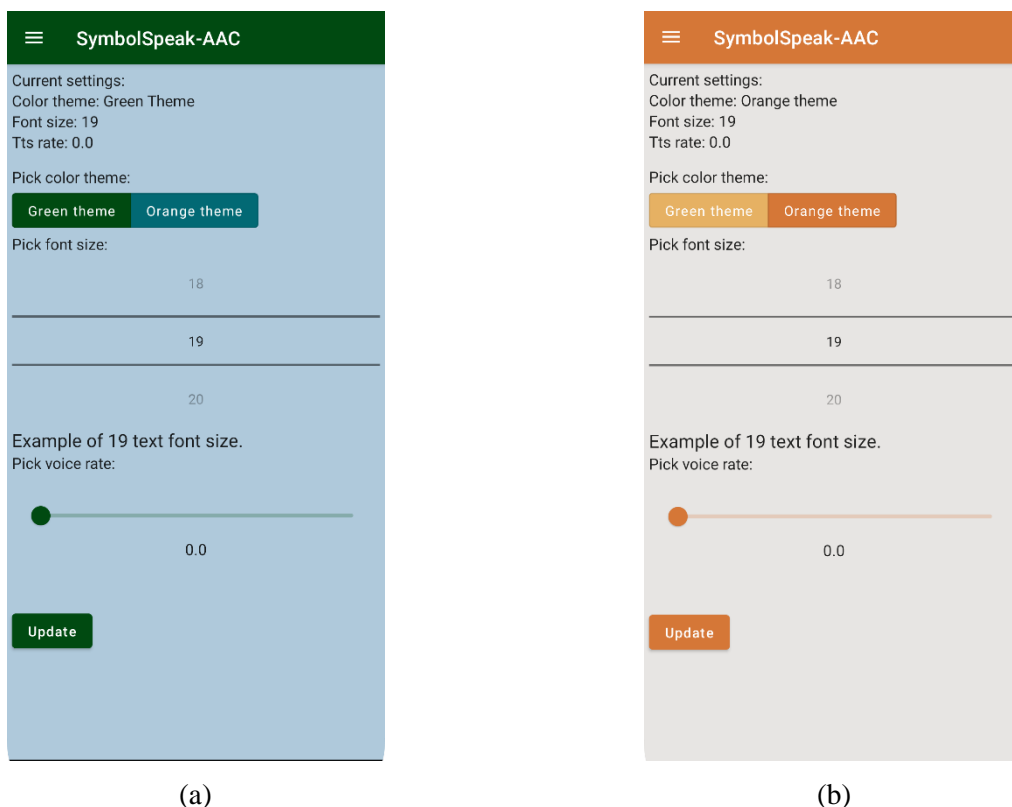 SymbolSpeak-AAC
Current settings:
Color theme: Green Theme
Font size: 19
Tts rate: 0.0
Pick color theme:
Green theme Orange theme
Pick font size:
18
19
20
Example of 19 text font size.
Pick voice rate:
0.0
Update
(a)
SymbolSpeak-AAC
Current settings:
Color theme: Orange theme
Font size: 19
Tts rate: 0.0
Pick color theme:
Green theme Orange theme
Pick font size:
18
19
20
Example of 19 text font size.
Pick voice rate:
0.0
Update
(b)